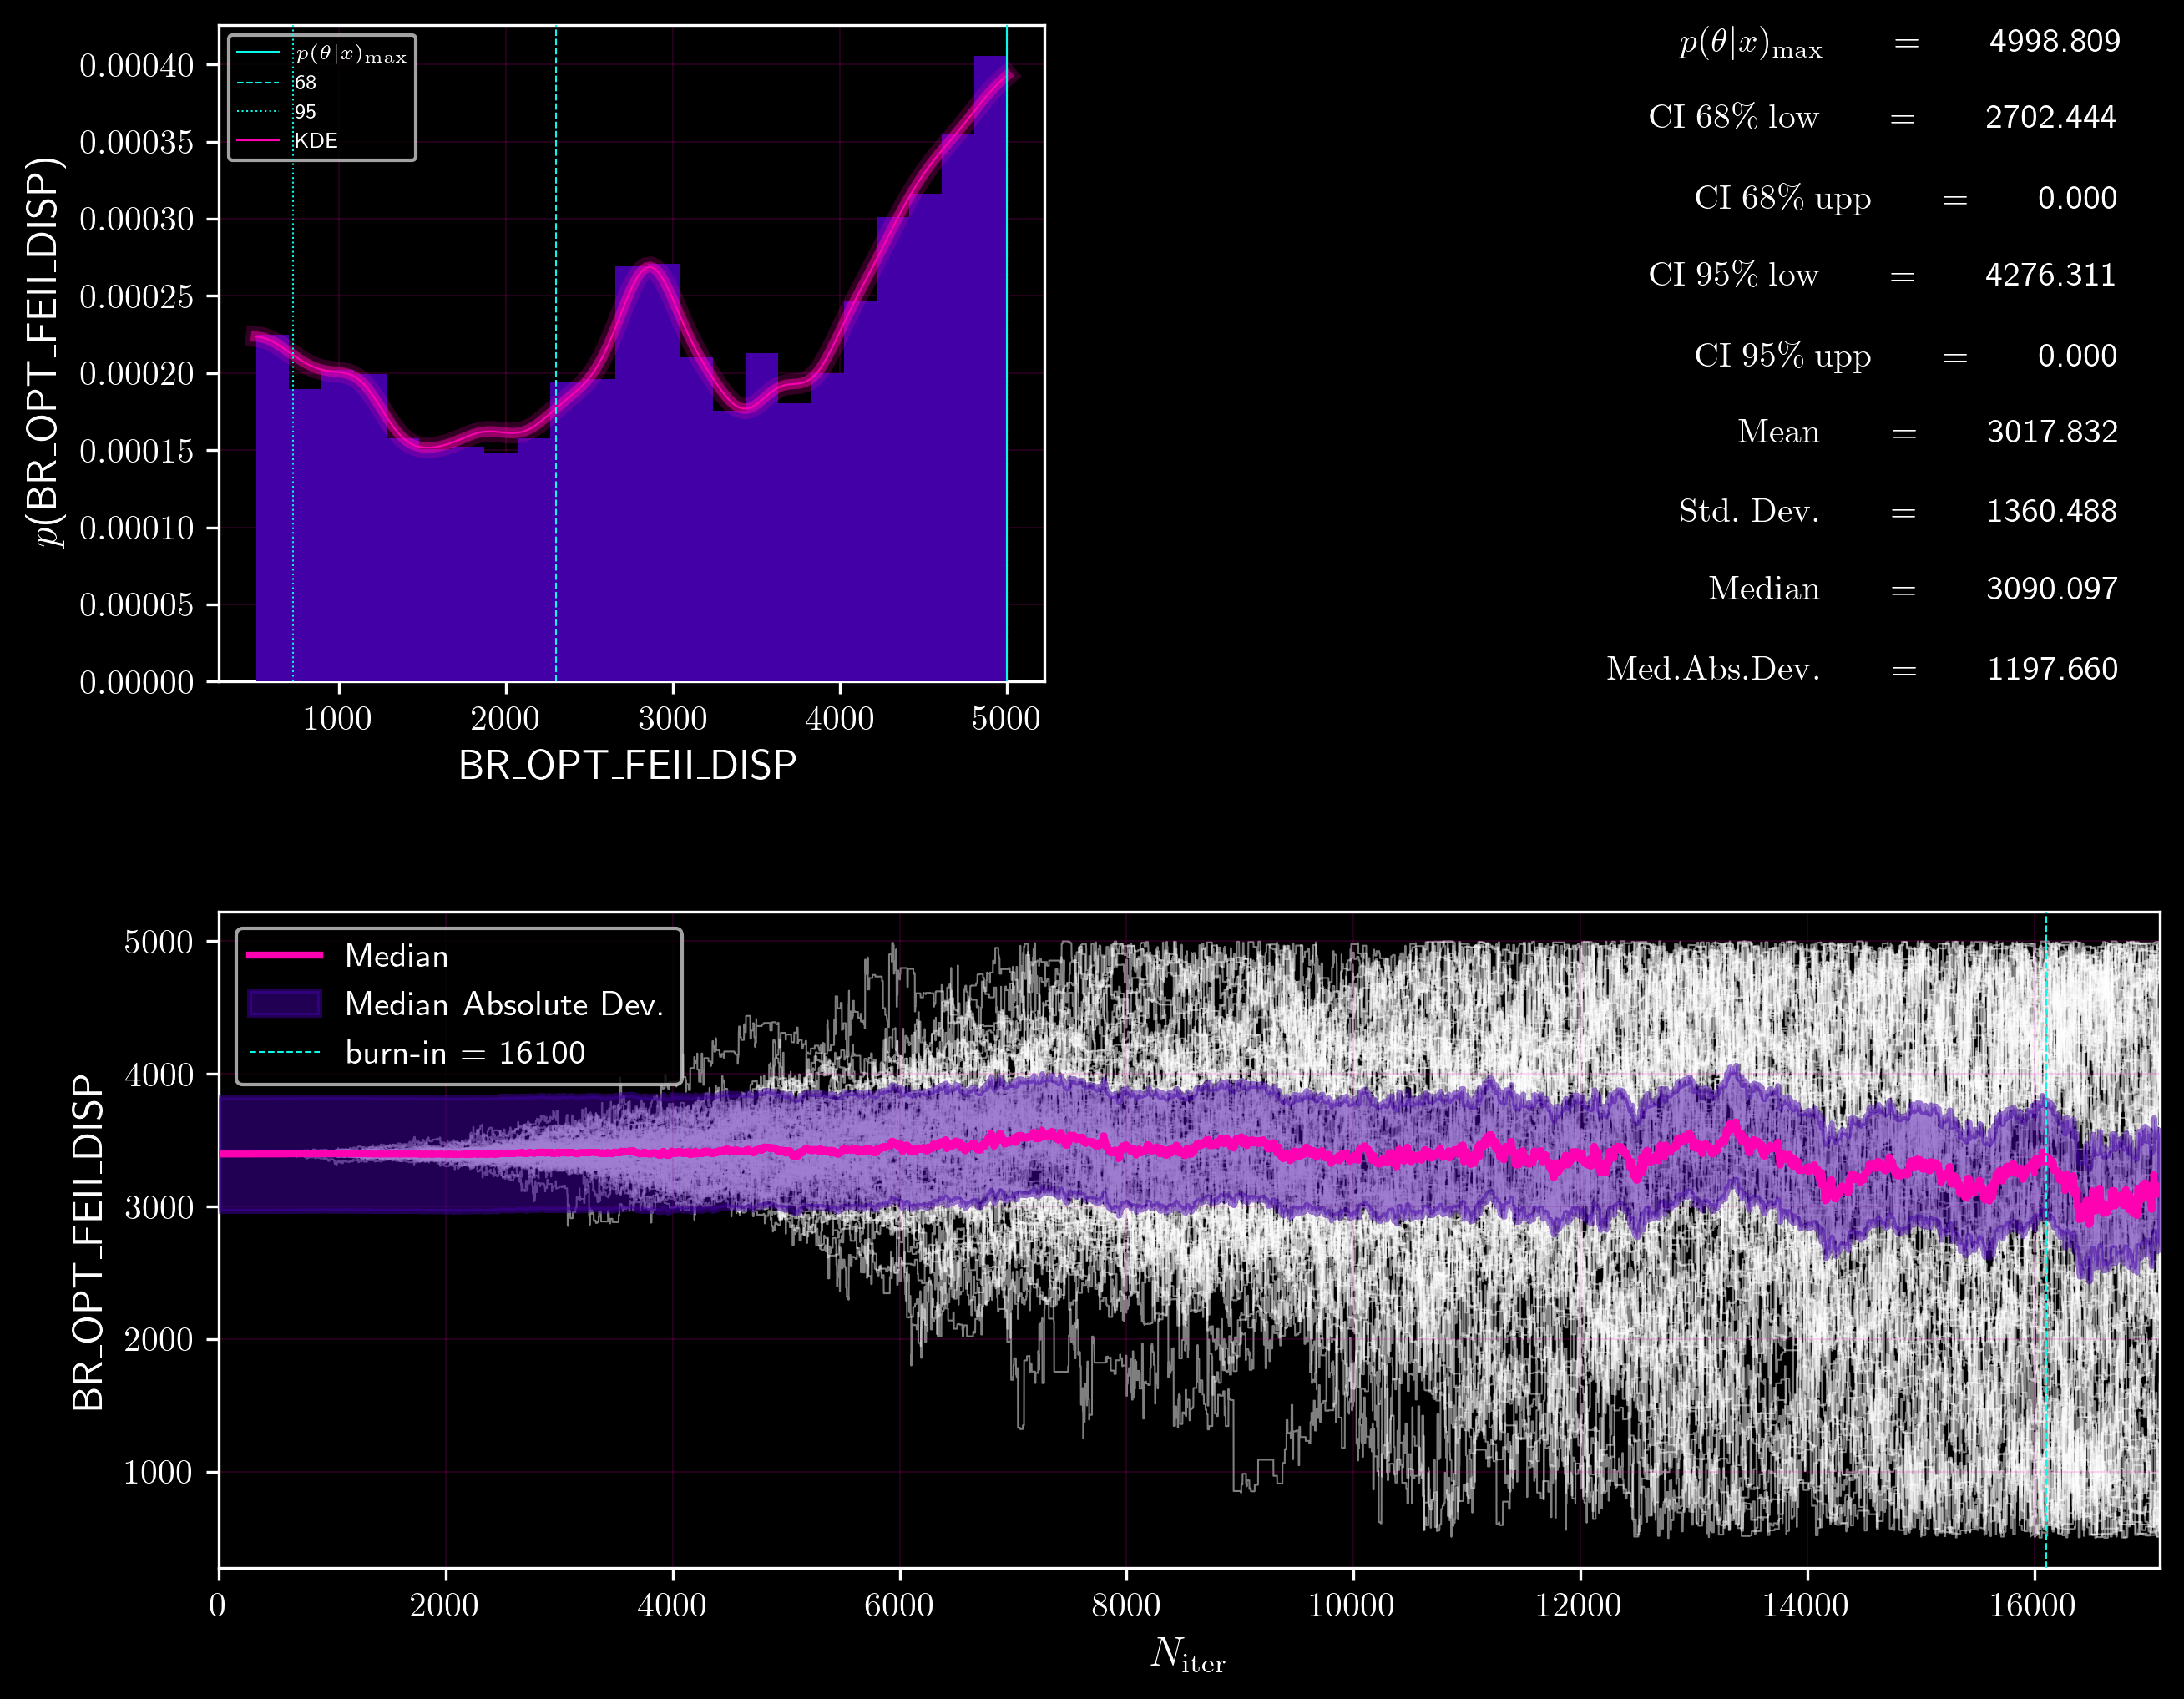 p(BR_OPT_FEII_DISP)
0.00040
0.00035
0.00030
0.00025
0.00020
0.00015
0.00010
0.00005
0.00000
p(θ|x)max
68
95
KDE
1000 2000 3000 4000 5000
BR_OPT_FEII_DISP
p(θ|x)max = 4998.809
CI 68% low = 2702.444
CI 68% upp = 0.000
CI 95% low = 4276.311
CI 95% upp = 0.000
Mean = 3017.832
Std. Dev. = 1360.488
Median = 3090.097
Med.Abs.Dev. = 1197.660
BR_OPT_FEII_DISP
5000
4000
3000
2000
1000
Median
Median Absolute Dev.
burn-in = 16100
0 2000 4000 6000 8000 10000 12000 14000 16000
Niter